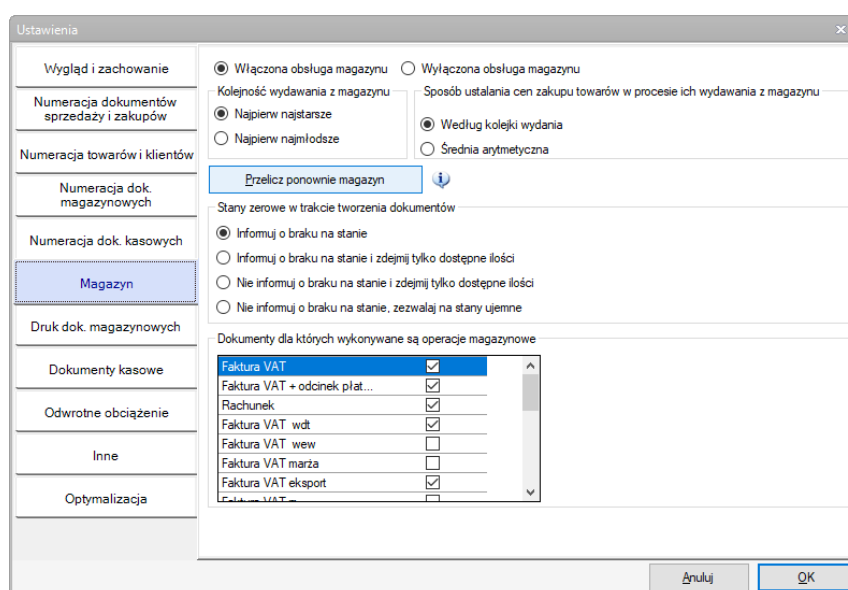 Ustawienia
Wygląd i zachowanie
Numeracja dokumentów
sprzedaży i zakupów
Numeracja towarów i klientów
Numeracja dok.
magazynowych
Numeracja dok. kasowych
Magazyn
Druk dok. magazynowych
Dokumenty kasowe
Odwrotne obciążenie
Inne
Optymalizacja
Włączona obsługa magazynu
Wyłączona obsługa magazynu
Kolejność wydawania z magazynu
Najpierw najstarsze
Najpierw najmłodsze
Sposób ustalania cen zakupu towarów w procesie ich wydawania z magazynu
Według kolejki wydania
Średnia arytmetyczna
Przelicz ponownie magazyn
Stany zerowe w trakcie tworzenia dokumentów
Informuj o braku na stanie
Informuj o braku na stanie i zdejmij tylko dostępne ilości
Nie informuj o braku na stanie i zdejmij tylko dostępne ilości
Nie informuj o braku na stanie, zezwalaj na stany ujemne
Dokumenty dla których wykonywane są operacje magazynowe
Faktura VAT
Faktura VAT + odcinek płat...
Rachunek
Faktura VAT wdt
Faktura VAT wew
Faktura VAT marża
Faktura VAT eksport
Faktura VAT
Anuluj
OK